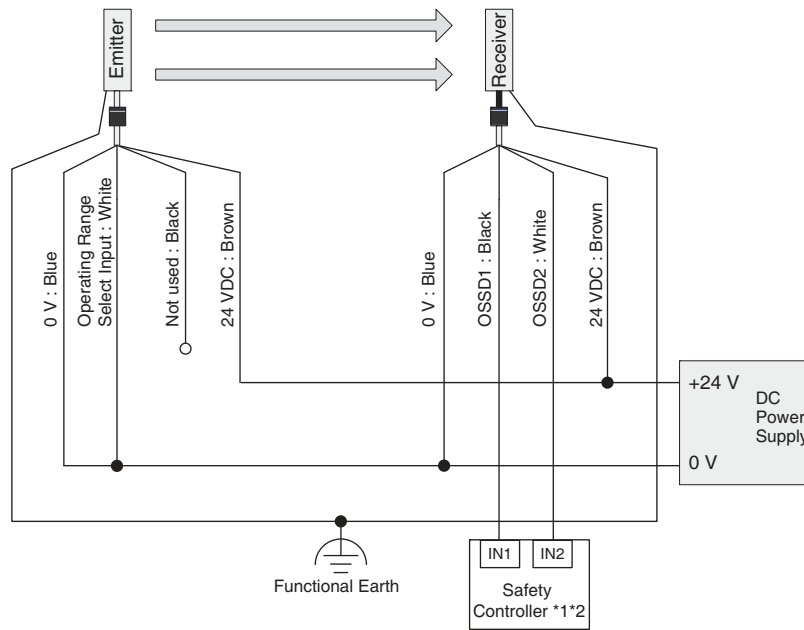 Emitter
Receiver
0 V : Blue
Operating Range
Select Input : White
Not used : Black
24 VDC : Brown
0 V : Blue
OSSD1 : Black
OSSD2 : White
24 VDC : Brown
+24 V
DC
Power
Supply
0 V
IN1
IN2
Functional Earth
Safety
Controller *1*2